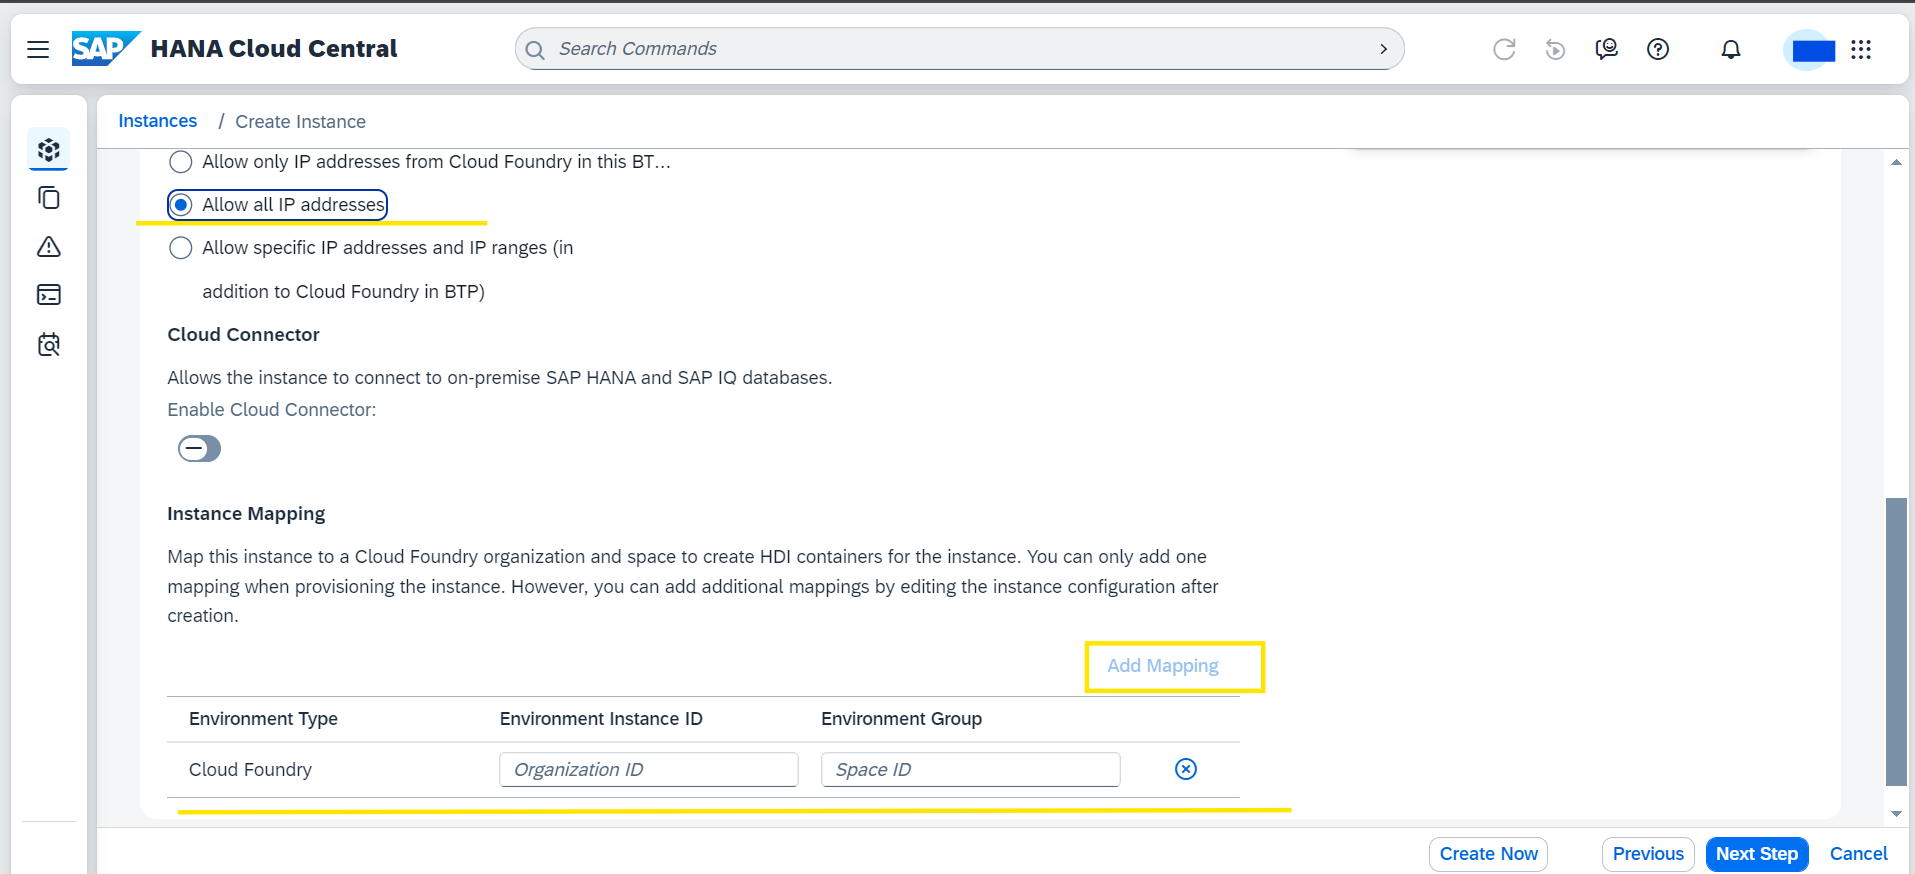 SAP HANA Cloud Central
Search Commands
Instances / Create Instance
Allow only IP addresses from Cloud Foundry in this BT...
Allow all IP addresses
Allow specific IP addresses and IP ranges (in
addition to Cloud Foundry in BTP)
Cloud Connector
Allows the instance to connect to on-premise SAP HANA and SAP IQ databases.
Enable Cloud Connector:
Instance Mapping
Map this instance to a Cloud Foundry organization and space to create HDI containers for the instance. You can only add one
mapping when provisioning the instance. However, you can add additional mappings by editing the instance configuration after
creation.
Add Mapping
Environment Type Environment Instance ID Environment Group
Cloud Foundry Organization ID Space ID
Create Now Previous Next Step Cancel